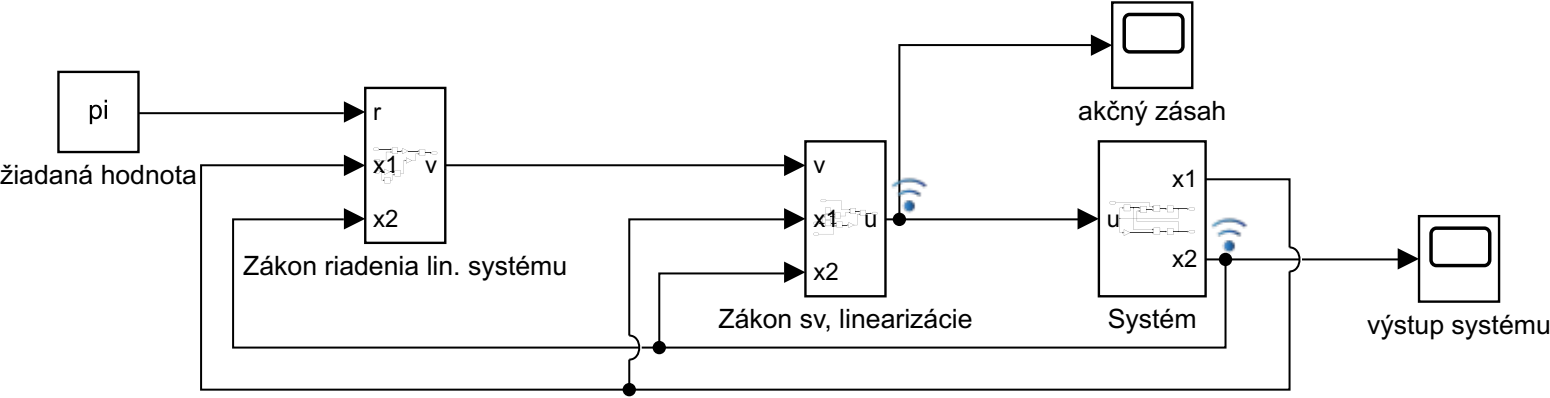 akčný zásah
pi
žiadaná hodnota
r
x1
v
x2
Zákon riadenia lin. systému
v
x1
u
x2
Zákon sv, linearizácie
u
x1
x2
Systém
výstup systému